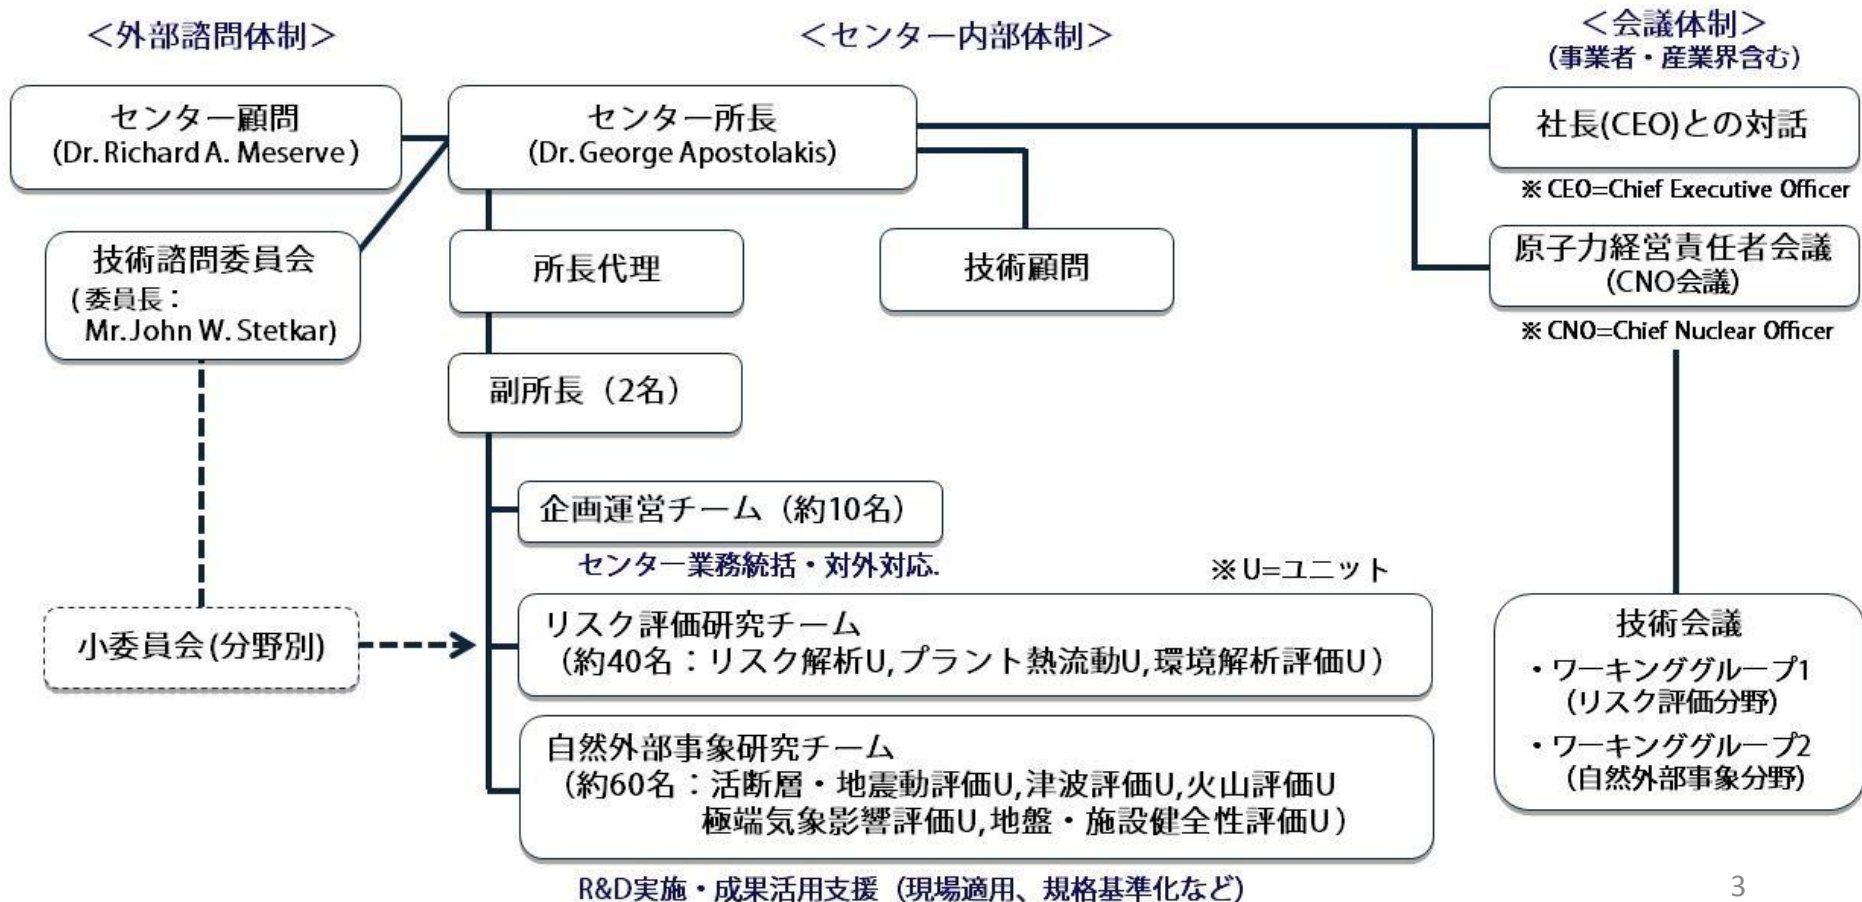 ＜外部諮問体制＞
＜センター内部体制＞
＜会議体制＞
（事業者・産業界含む）
センター顧問
(Dr. Richard A. Meserve)
センター所長
(Dr. George Apostolakis)
社長(CEO)との対話
※ CEO=Chief Executive Officer
技術諮問委員会
(委員長：
Mr. John W. Stetkar)
所長代理
技術顧問
原子力経営責任者会議
(CNO会議)
※ CNO=Chief Nuclear Officer
副所長（2名）
企画運営チーム（約10名）
センター業務統括・対外対応.
※U=ユニット
小委員会(分野別)
リスク評価研究チーム
（約40名：リスク解析U,プラント熱流動U,環境解析評価U）
自然外部事象研究チーム
（約60名：活断層・地震動評価U,津波評価U,火山評価U
極端気象影響評価U,地盤・施設健全性評価U）
R&D実施・成果活用支援（現場適用、規格基準化など）
技術会議
・ワーキンググループ1
（リスク評価分野）
・ワーキンググループ2
（自然外部事象分野）
3